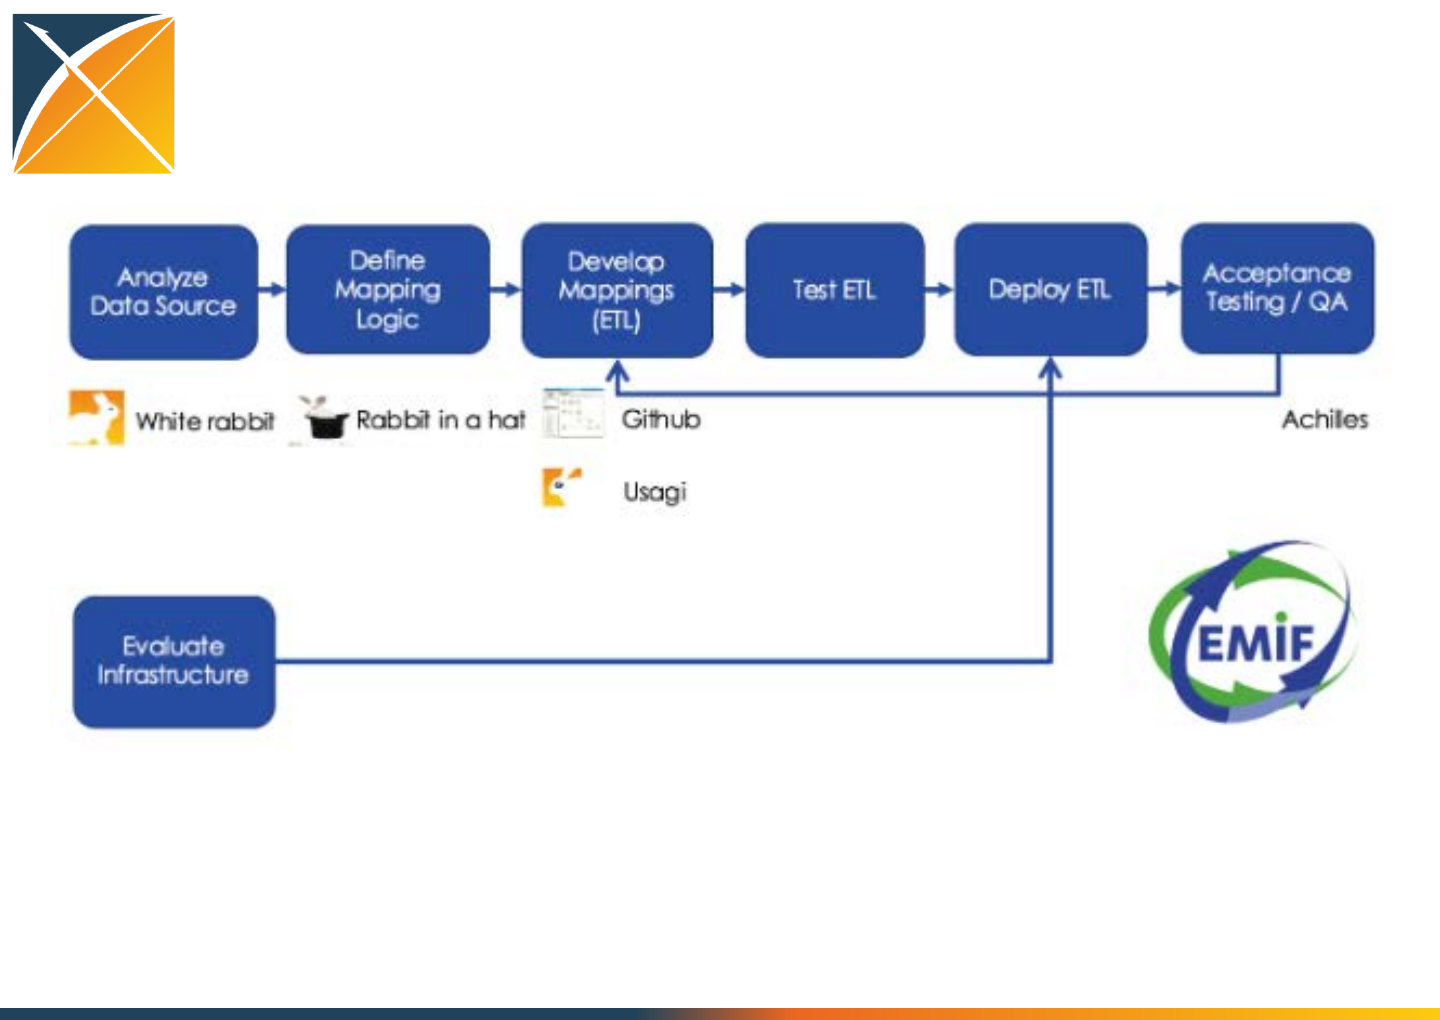 Analyze
Data Source
Define
Mapping
Logic
Develop
Mappings
(ETL)
Test ETL
Deploy ETL
Acceptance
Testing / QA
White rabbit
Rabbit in a hat
Github
Achilles
Usagi
Evaluate
Infrastructure
EMiF